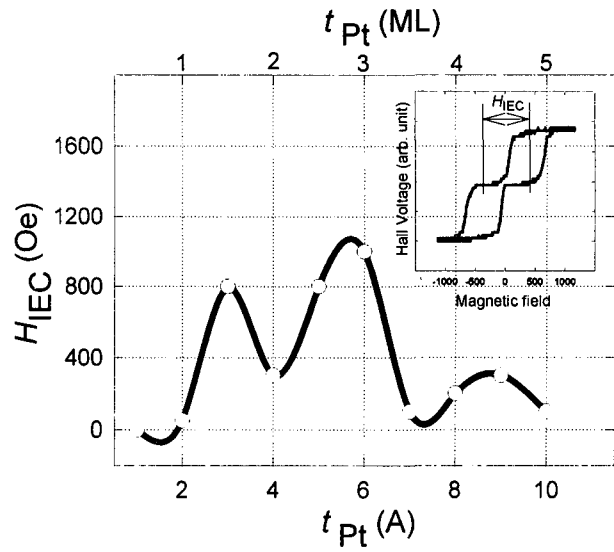 t Pt (ML)
1 2 3 4 5
H IEC (Oe)
1600
1200
800
400
0
2 4 6 8 10
t Pt (A)
H IEC
Hall Voltage (arb. unit)
-1000 -500 0 500 1000
Magnetic field